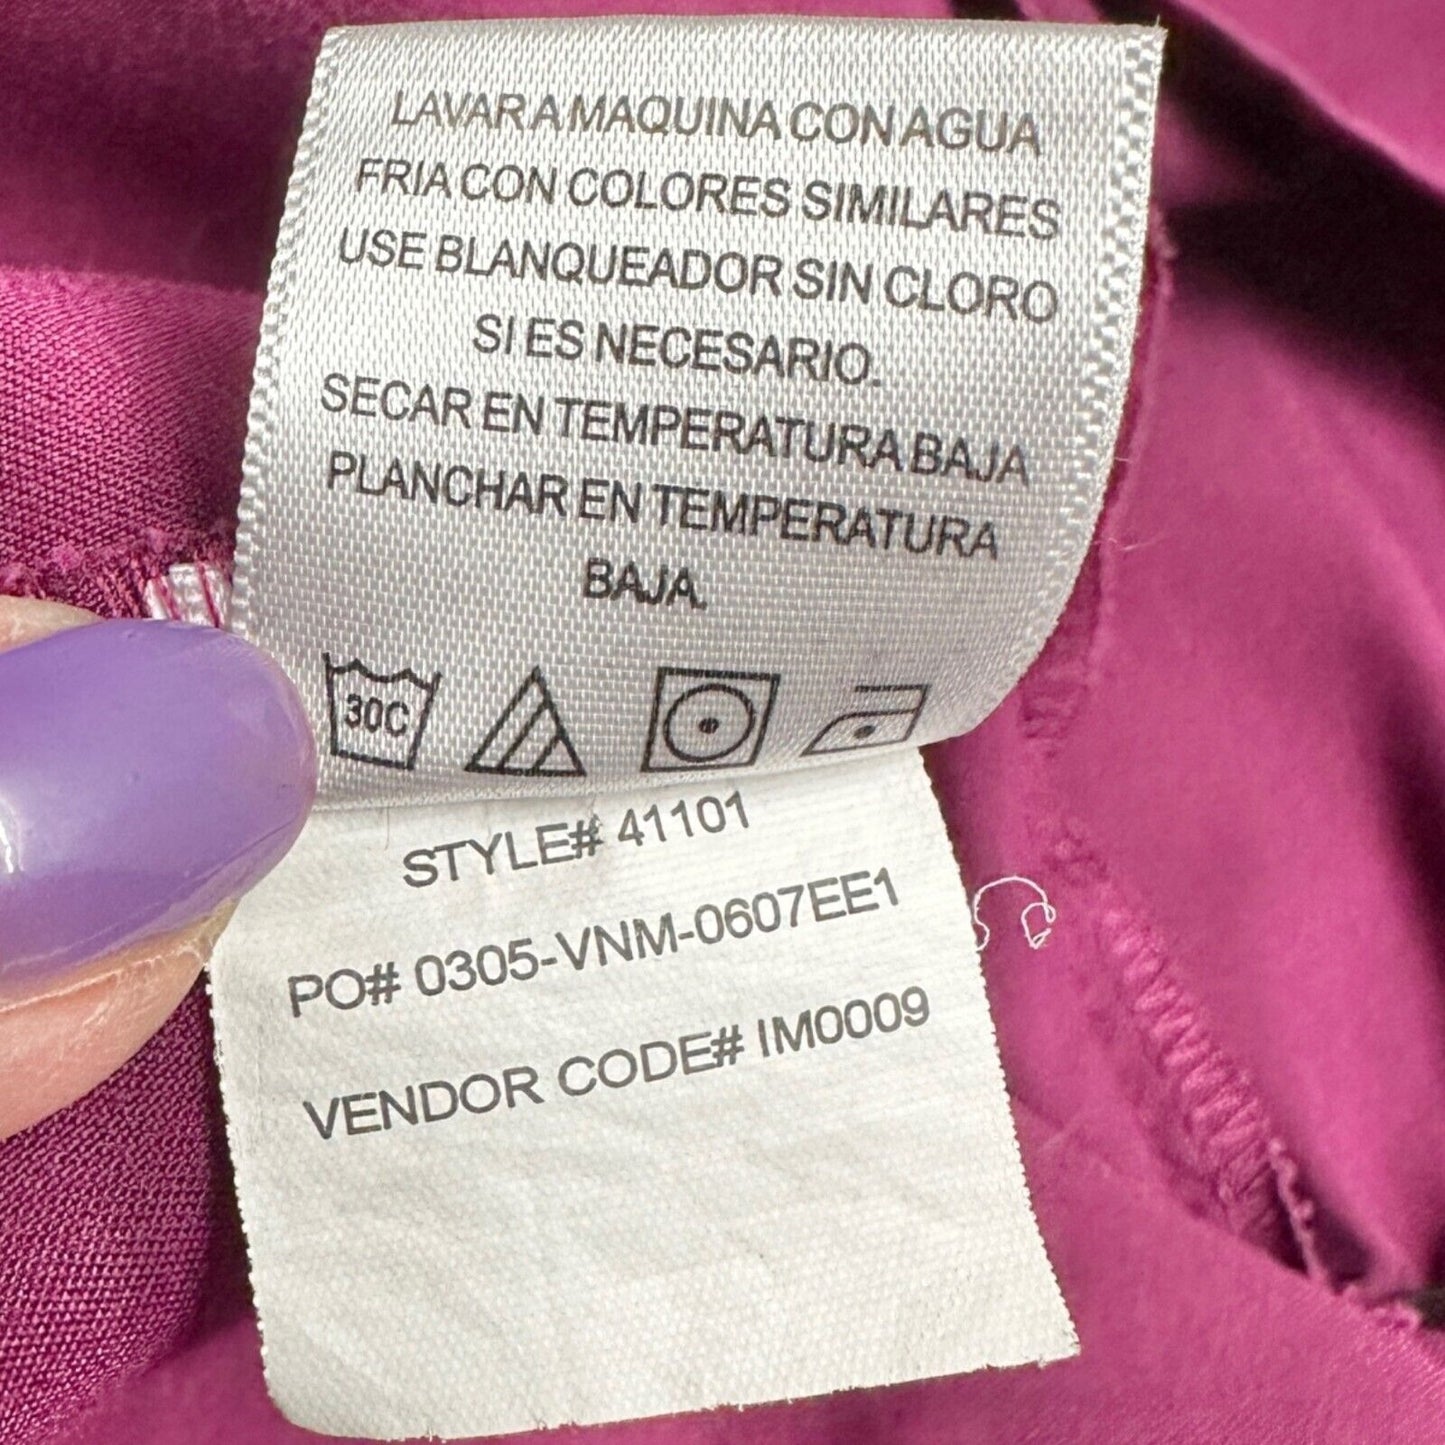 LAVAR A MAQUINA CON AGUA
FRIA CON COLORES SIMILARES
USE BLANQUEADOR SIN CLORO
SI ES NECESARIO.
SECAR EN TEMPERATURA BAJA
PLANCHAR EN TEMPERATURA
BAJA.
30C
STYLE# 41101
PO# 0305-VNM-0607EE1
VENDOR CODE# IM0009